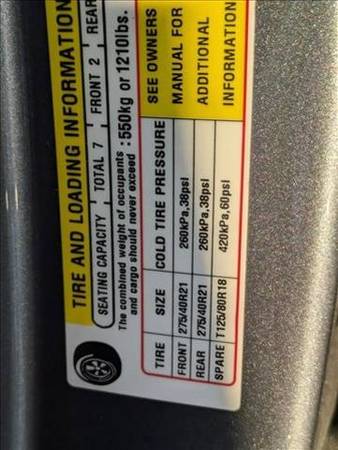 TIRE AND LOADING INFORMATION
SEATING CAPACITY TOTAL 7 FRONT 2 REAR
The combined weight of occupants
and cargo should never exceed : 550kg or 1210lbs.
TIRE SIZE COLD TIRE PRESSURE SEE OWNERS
FRONT 275/40R21 260kPa,38psi MANUAL FOR
REAR 275/40R21 260kPa,38psi ADDITIONAL
SPARE T125/80R18 420kPa,60psi INFORMATION